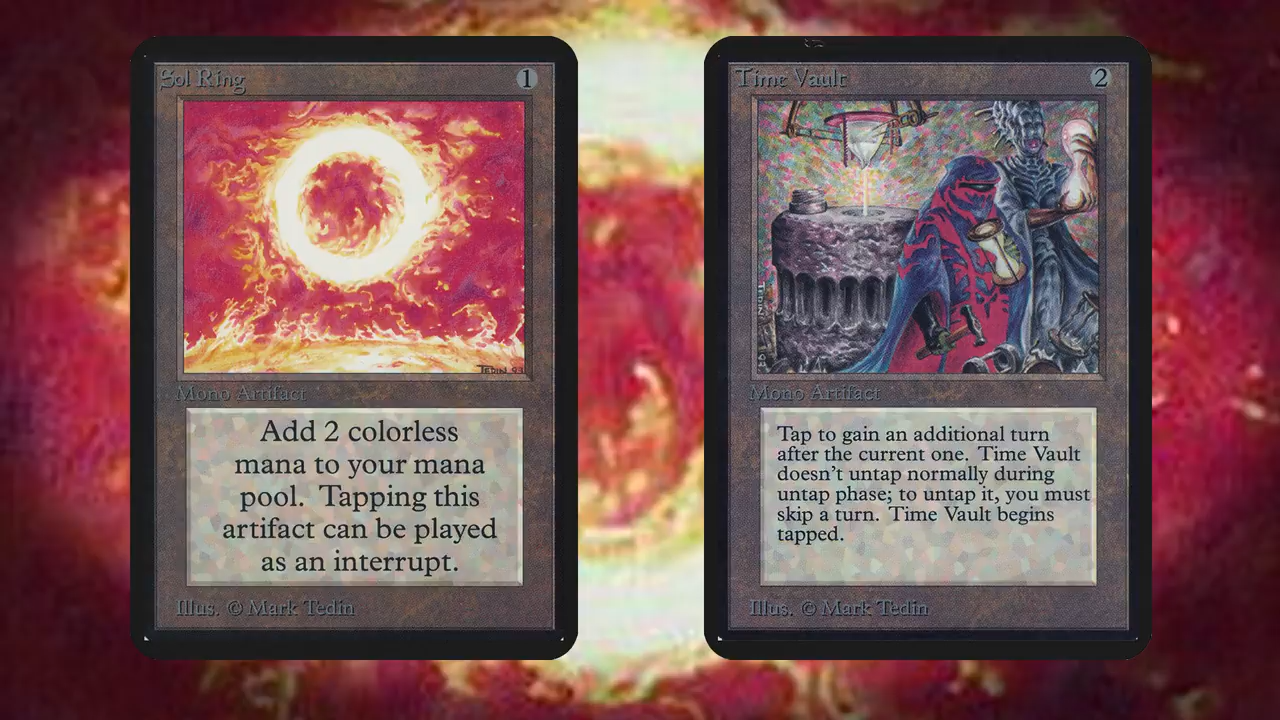 Sol Ring 1
Mono Artifact
Add 2 colorless
mana to your mana
pool. Tapping this
artifact can be played
as an interrupt.
Illus. © Mark Tedin
TEDIN 93
Time Vault 2
Mono Artifact
Tap to gain an additional turn
after the current one. Time Vault
doesn't untap normally during
untap phase; to untap it, you must
skip a turn. Time Vault begins
tapped.
Illus. © Mark Tedin